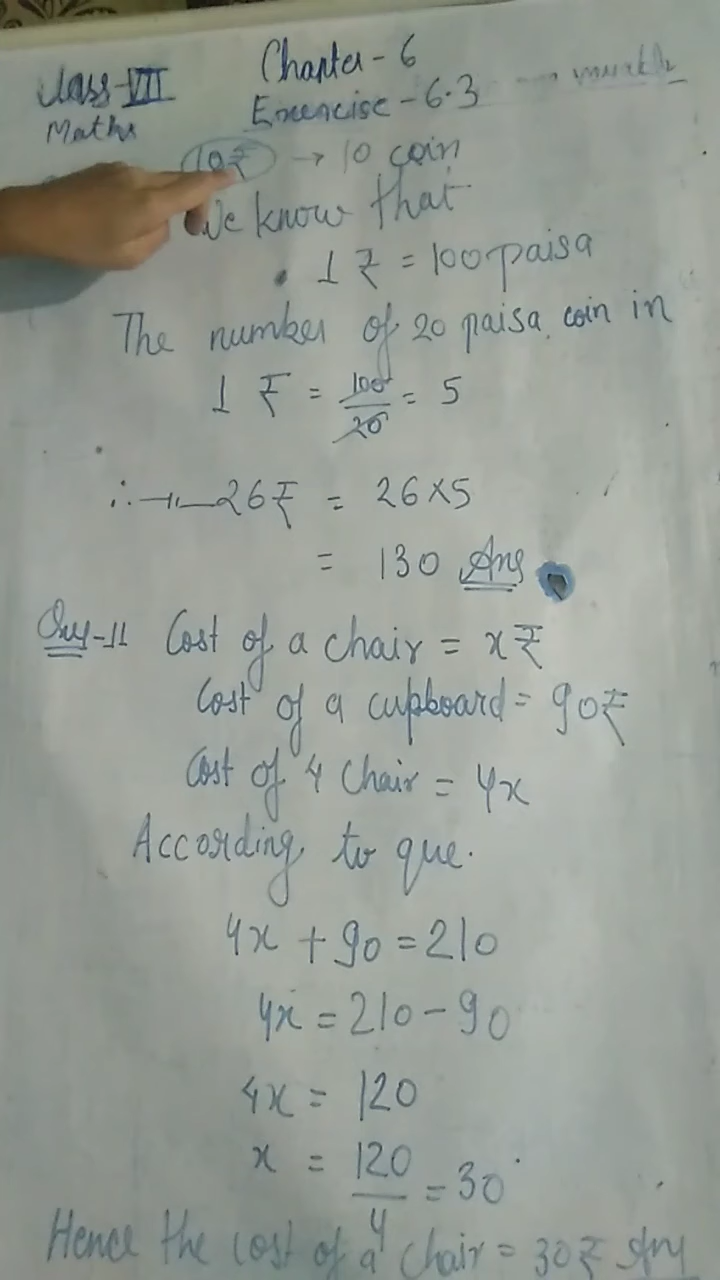 Class-VII
Chapter-6
Maths
Exercise-6.3
10₹ → 10 coin
We know that
1 ₹ = 100 paisa
The number of 20 paisa coin in
1 ₹ = 100/20 = 5
∴ —॥— 26₹ = 26×5
= 130 Ans
Cost of a chair = x₹
Cost of a cupboard = 90₹
Cost of 4 Chair = 4x
According to que.
4x + 90 = 210
4x = 210 - 90
4x = 120
x = 120/4 = 30
Hence the cost of a chair = 30₹ Ans